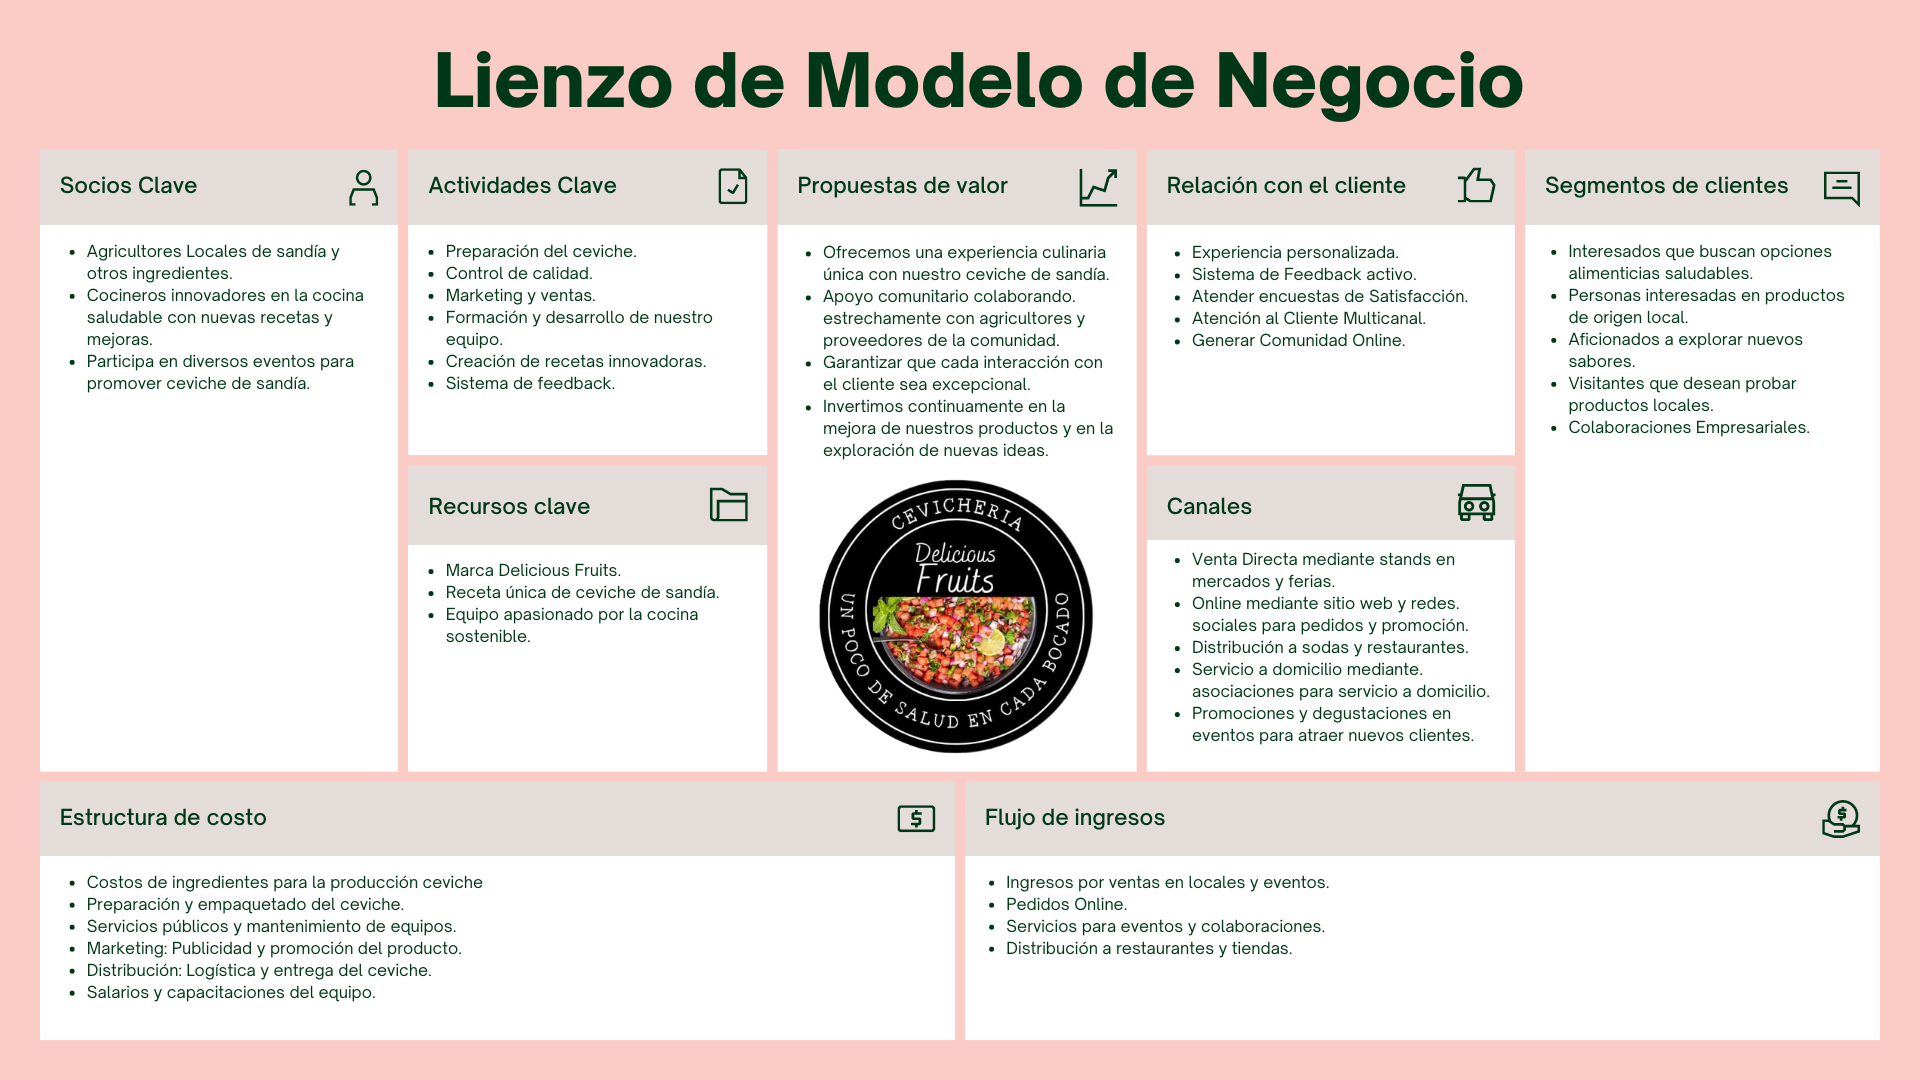 Lienzo de Modelo de Negocio
Socios Clave
• Agricultores Locales de sandía y
otros ingredientes.
• Cocineros innovadores en la cocina
saludable con nuevas recetas y
mejoras.
• Participa en diversos eventos para
promover ceviche de sandía.
Actividades Clave
• Preparación del ceviche.
• Control de calidad.
• Marketing y ventas.
• Formación y desarrollo de nuestro
equipo.
• Creación de recetas innovadoras.
• Sistema de feedback.
Recursos clave
• Marca Delicious Fruits.
• Receta única de ceviche de sandía.
• Equipo apasionado por la cocina
sostenible.
Propuestas de valor
• Ofrecemos una experiencia culinaria
única con nuestro ceviche de sandía.
• Apoyo comunitario colaborando.
estrechamente con agricultores y
proveedores de la comunidad.
• Garantizar que cada interacción con
el cliente sea excepcional.
• Invertimos continuamente en la
mejora de nuestros productos y en la
exploración de nuevas ideas.
CEVICHERIA
Delicious
Fruits
UN POCO DE SALUD EN CADA BOCADO
Relación con el cliente
• Experiencia personalizada.
• Sistema de Feedback activo.
• Atender encuestas de Satisfacción.
• Atención al Cliente Multicanal.
• Generar Comunidad Online.
Canales
• Venta Directa mediante stands en
mercados y ferias.
• Online mediante sitio web y redes.
sociales para pedidos y promoción.
• Distribución a sodas y restaurantes.
• Servicio a domicilio mediante.
asociaciones para servicio a domicilio.
• Promociones y degustaciones en
eventos para atraer nuevos clientes.
Segmentos de clientes
• Interesados que buscan opciones
alimenticias saludables.
• Personas interesadas en productos
de origen local.
• Aficionados a explorar nuevos
sabores.
• Visitantes que desean probar
productos locales.
• Colaboraciones Empresariales.
Estructura de costo
$
• Costos de ingredientes para la producción ceviche
• Preparación y empaquetado del ceviche.
• Servicios públicos y mantenimiento de equipos.
• Marketing: Publicidad y promoción del producto.
• Distribución: Logística y entrega del ceviche.
• Salarios y capacitaciones del equipo.
Flujo de ingresos
$
• Ingresos por ventas en locales y eventos.
• Pedidos Online.
• Servicios para eventos y colaboraciones.
• Distribución a restaurantes y tiendas.